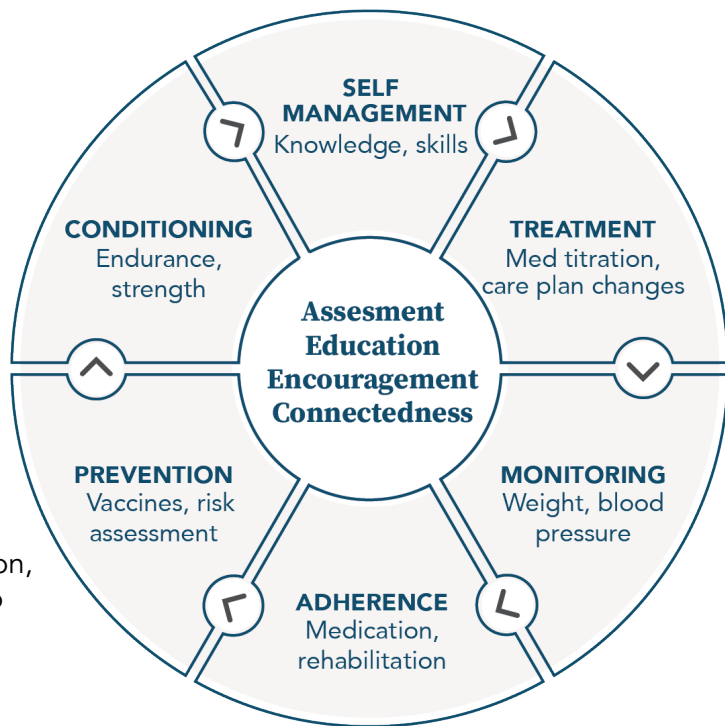 SELF
MANAGEMENT
Knowledge, skills
TREATMENT
Med titration,
care plan changes
MONITORING
Weight, blood
pressure
ADHERENCE
Medication,
rehabilitation
PREVENTION
Vaccines, risk
assessment
CONDITIONING
Endurance,
strength
Assesment
Education
Encouragement
Connectedness
on,